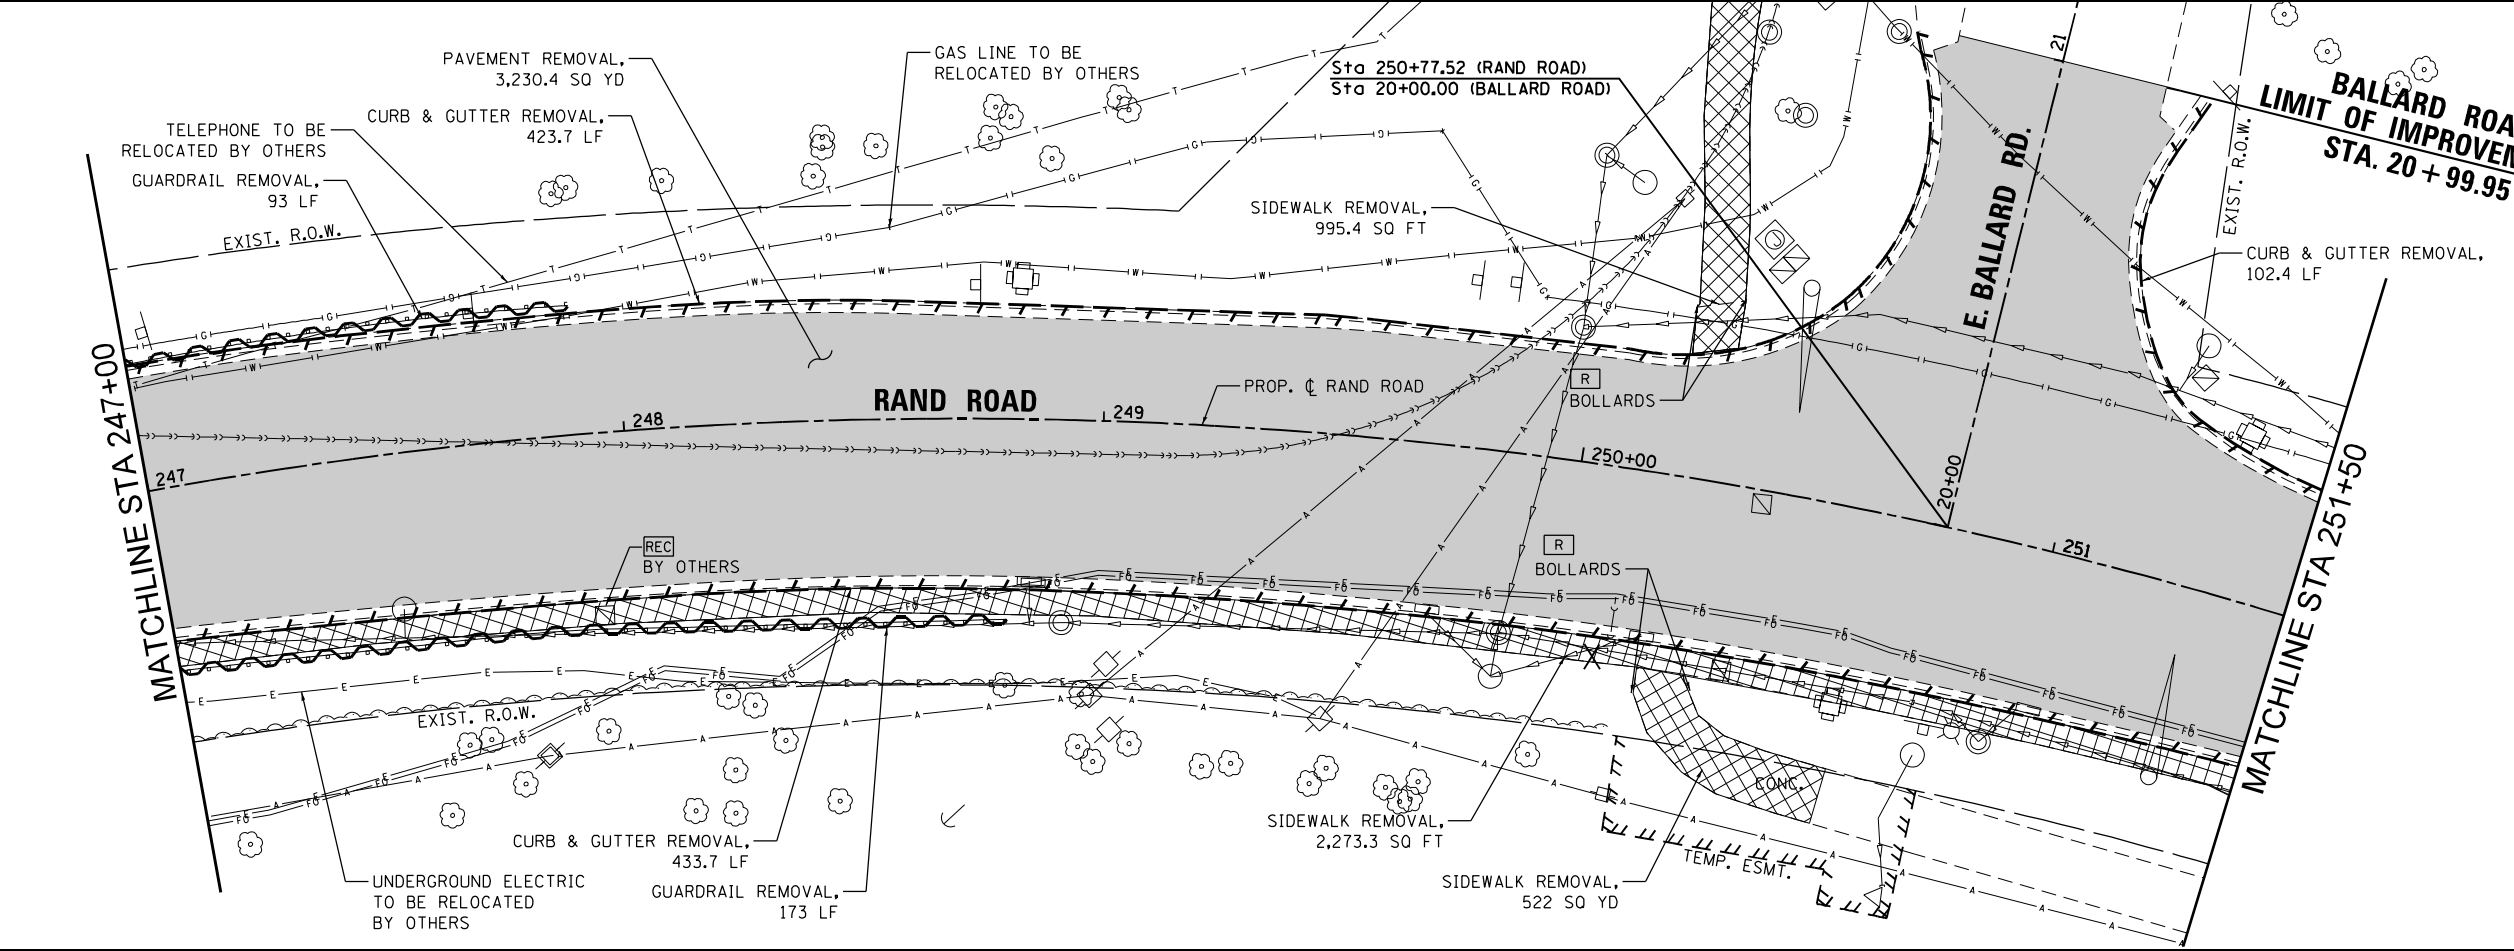 PAVEMENT REMOVAL,
3,230.4 SQ YD
GAS LINE TO BE
RELOCATED BY OTHERS
Sta 250+77.52 (RAND ROAD)
Sta 20+00.00 (BALLARD ROAD)
CURB & GUTTER REMOVAL,
423.7 LF
TELEPHONE TO BE
RELOCATED BY OTHERS
GUARDRAIL REMOVAL,
93 LF
EXIST. R.O.W.
SIDEWALK REMOVAL,
995.4 SQ FT
21
E. BALLARD RD.
BALLARD ROA
LIMIT OF IMPROVEM
STA. 20 + 99.95
EXIST. R.O.W.
CURB & GUTTER REMOVAL,
102.4 LF
MATCHLINE STA 247+00
RAND ROAD
PROP. ℄ RAND ROAD
R
BOLLARDS
247
248
249
250+00
20+00
251
MATCHLINE STA 251+50
REC
BY OTHERS
R
BOLLARDS
EXIST. R.O.W.
CONC.
CURB & GUTTER REMOVAL,
433.7 LF
SIDEWALK REMOVAL,
2,273.3 SQ FT
TEMP. ESMT.
UNDERGROUND ELECTRIC
TO BE RELOCATED
BY OTHERS
GUARDRAIL REMOVAL,
173 LF
SIDEWALK REMOVAL,
522 SQ YD